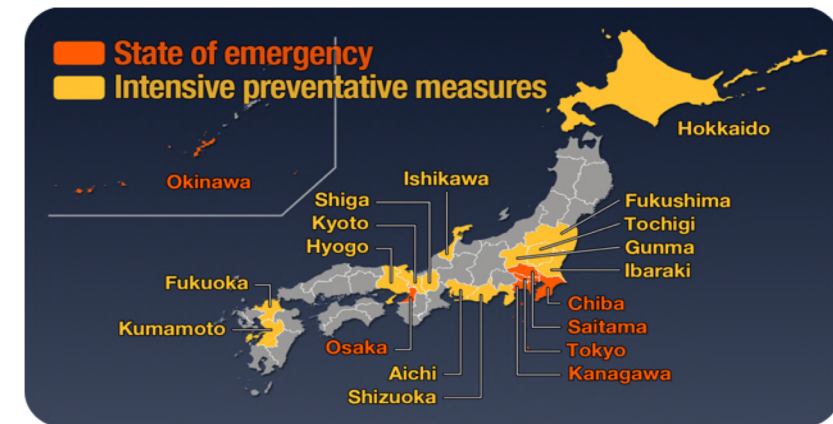 State of emergency
Intensive preventative measures
Hokkaido
Okinawa
Ishikawa
Shiga
Kyoto
Hyogo
Fukushima
Tochigi
Gunma
Ibaraki
Fukuoka
Kumamoto
Chiba
Saitama
Tokyo
Kanagawa
Osaka
Aichi
Shizuoka